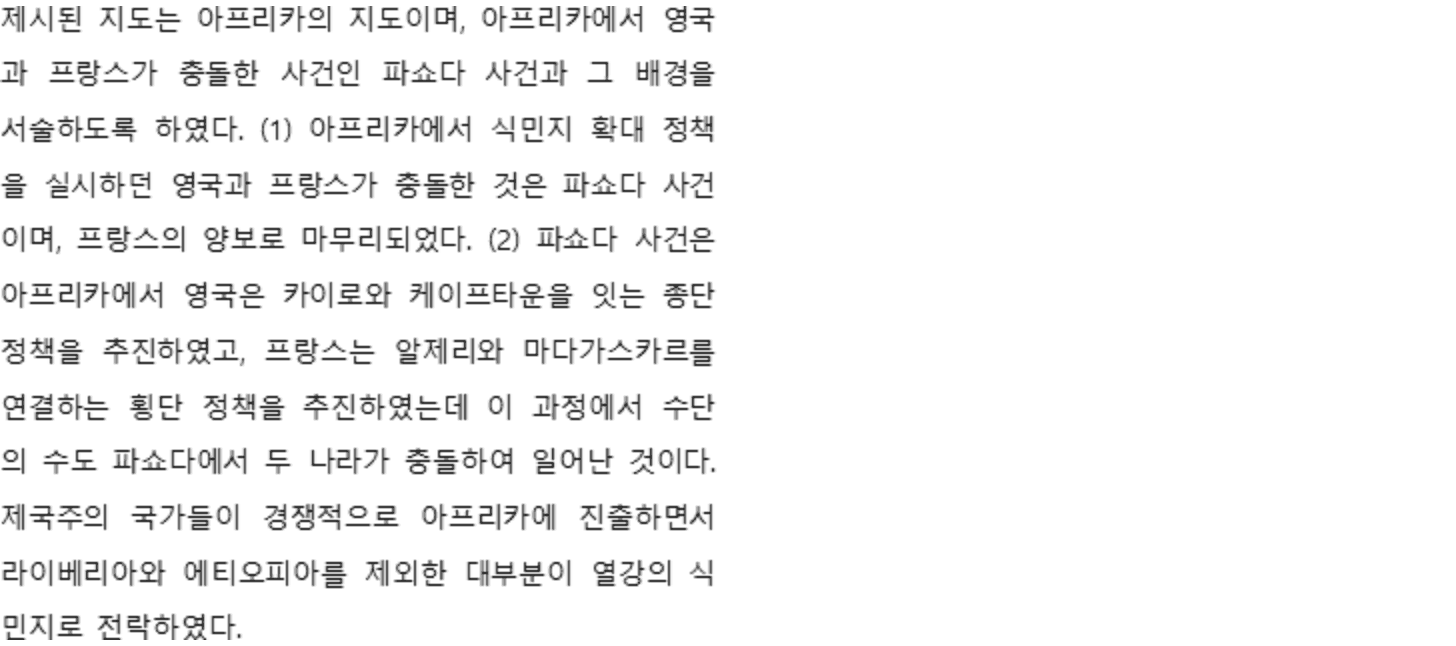 제시된 지도는 아프리카의 지도이며, 아프리카에서 영국
과 프랑스가 충돌한 사건인 파쇼다 사건과 그 배경을
서술하도록 하였다. (1) 아프리카에서 식민지 확대 정책
을 실시하던 영국과 프랑스가 충돌한 것은 파쇼다 사건
이며, 프랑스의 양보로 마무리되었다. (2) 파쇼다 사건은
아프리카에서 영국은 카이로와 케이프타운을 잇는 종단
정책을 추진하였고, 프랑스는 알제리와 마다가스카르를
연결하는 횡단 정책을 추진하였는데 이 과정에서 수단
의 수도 파쇼다에서 두 나라가 충돌하여 일어난 것이다.
제국주의 국가들이 경쟁적으로 아프리카에 진출하면서
라이베리아와 에티오피아를 제외한 대부분이 열강의 식
민지로 전락하였다.